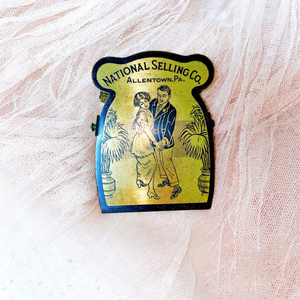 NATIONAL SELLING CO.
ALLENTOWN, PA.